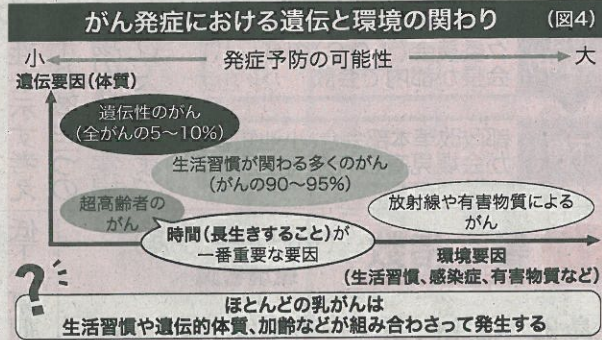 がん発症における遺伝と環境の関わり (図4)
小 発症予防の可能性 大
遺伝要因(体質)
遺伝性のがん
(全がんの5~10%)
生活習慣が関わる多くのがん
(がんの90~95%)
超高齢者の
がん
放射線や有害物質による
がん
時間(長生きすること)が
一番重要な要因
環境要因
(生活習慣、感染症、有害物質など)
?
ほとんどの乳がんは
生活習慣や遺伝的体質、加齢などが組み合わさって発生する